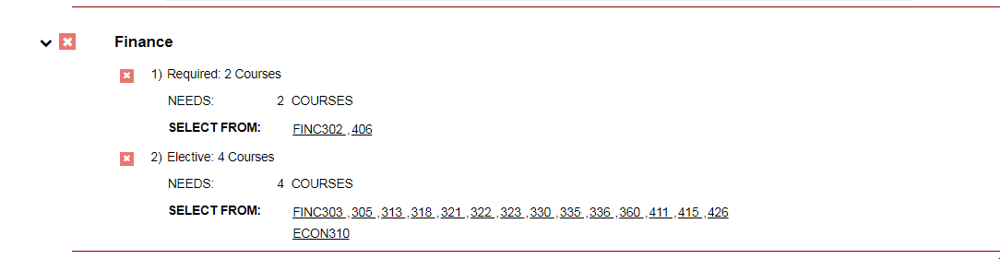 Finance
1) Required: 2 Courses
NEEDS: 2 COURSES
SELECT FROM: FINC302 ,406
2) Elective: 4 Courses
NEEDS: 4 COURSES
SELECT FROM: FINC303 ,305 ,313 ,318 ,321 ,322 ,323 ,330 ,335 ,336 ,360 ,411 ,415 ,426
ECON310